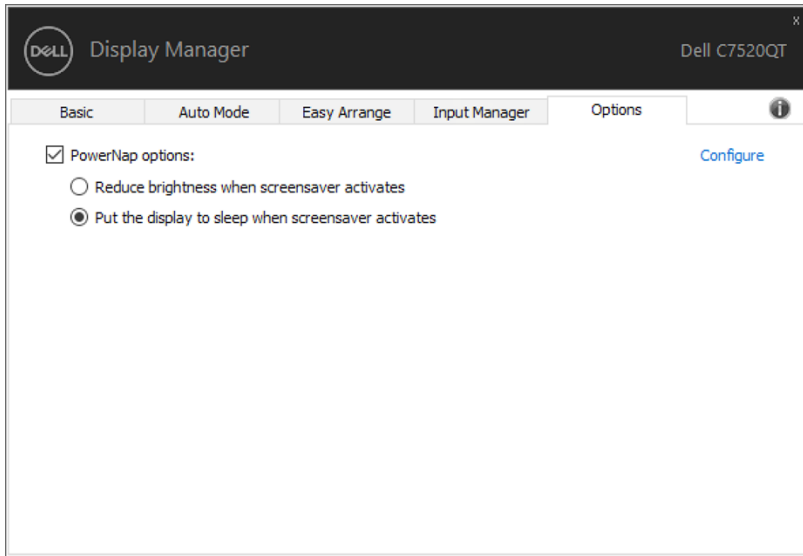 x
DELL Display Manager Dell C7520QT
Basic Auto Mode Easy Arrange Input Manager Options i
PowerNap options: Configure
Reduce brightness when screensaver activates
Put the display to sleep when screensaver activates